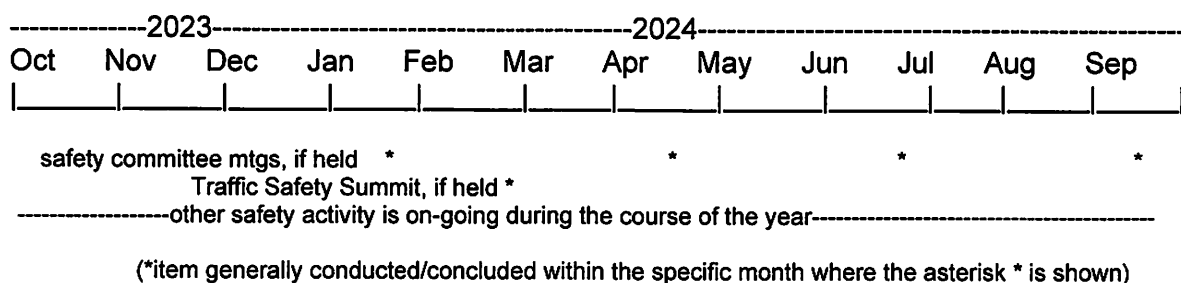 --------------------2023------------------------------------------------------------2024---------------------------------------------------------------------
Oct Nov Dec Jan Feb Mar Apr May Jun Jul Aug Sep
safety committee mtgs, if held * * * *
Traffic Safety Summit, if held *
----------------------other safety activity is on-going during the course of the year--------------------------------------------------
(*item generally conducted/concluded within the specific month where the asterisk * is shown)